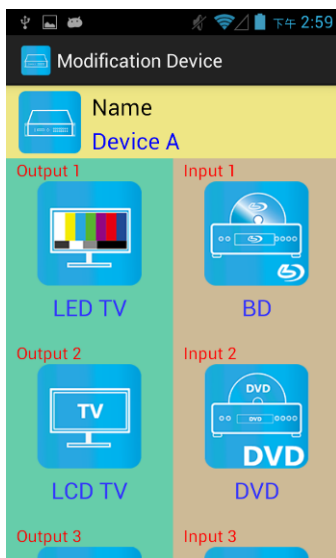 下午 2:59
Modification Device
Name
Device A
Output 1
Input 1
LED TV
BD
Output 2
Input 2
TV
DVD
DVD
DVD
LCD TV
DVD
Output 3
Input 3